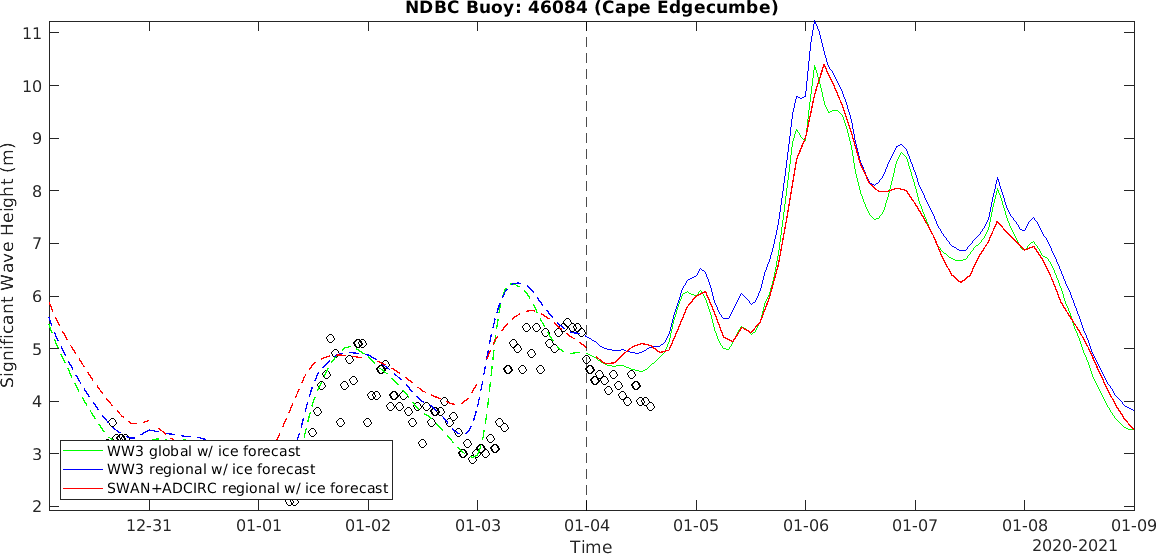 NDBC Buoy: 46084 (Cape Edgecumbe)
Significant Wave Height (m)
11
10
9
8
7
6
5
4
3
2
WW3 global w/ ice forecast
WW3 regional w/ ice forecast
SWAN+ADCIRC regional w/ ice forecast
12-31 01-01 01-02 01-03 01-04 01-05 01-06 01-07 01-08 01-09
Time
2020-2021